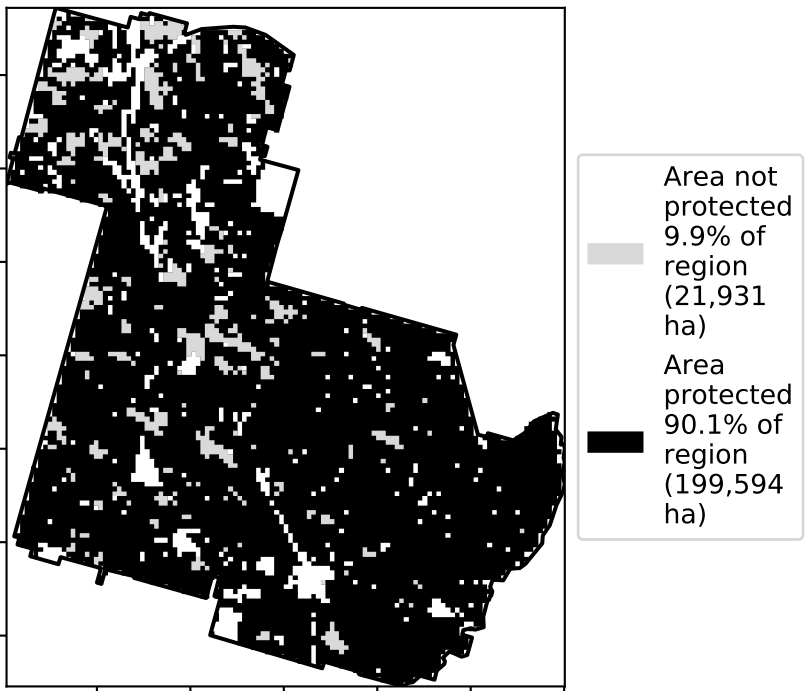 Area not
protected
9.9% of
region
(21,931
ha)
Area
protected
90.1% of
region
(199,594
ha)